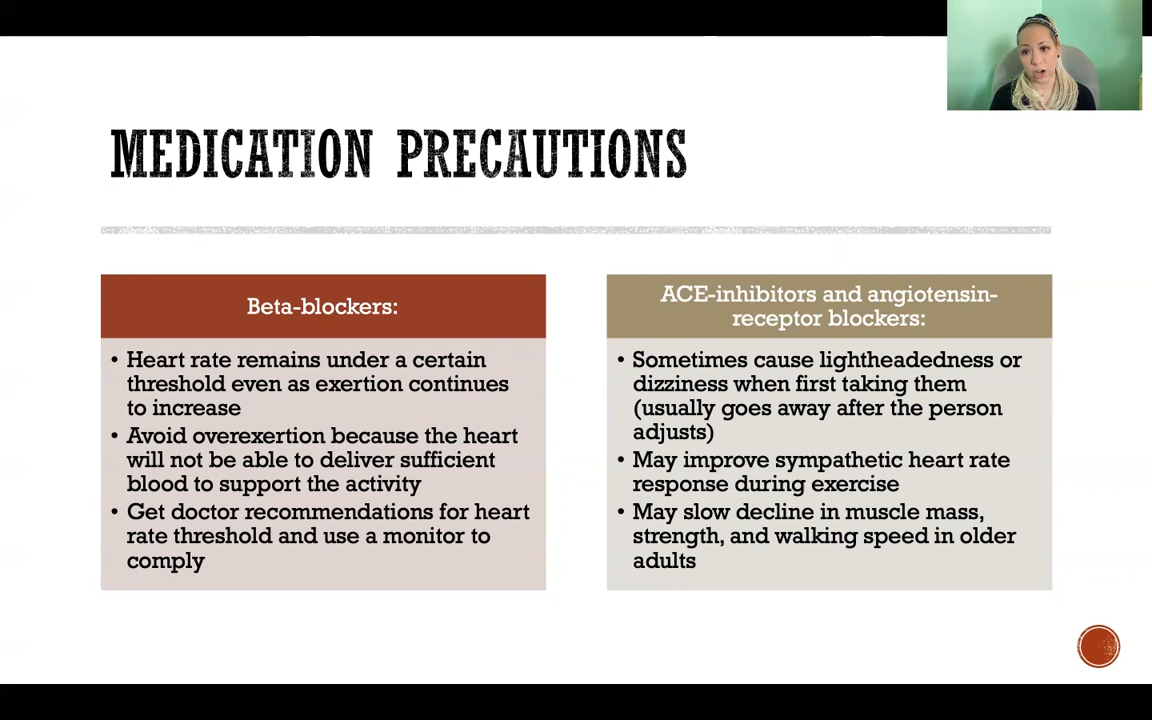 MEDICATION PRECAUTIONS
Beta-blockers:
• Heart rate remains under a certain
threshold even as exertion continues
to increase
• Avoid overexertion because the heart
will not be able to deliver sufficient
blood to support the activity
• Get doctor recommendations for heart
rate threshold and use a monitor to
comply
ACE-inhibitors and angiotensin-
receptor blockers:
• Sometimes cause lightheadedness or
dizziness when first taking them
(usually goes away after the person
adjusts)
• May improve sympathetic heart rate
response during exercise
• May slow decline in muscle mass,
strength, and walking speed in older
adults